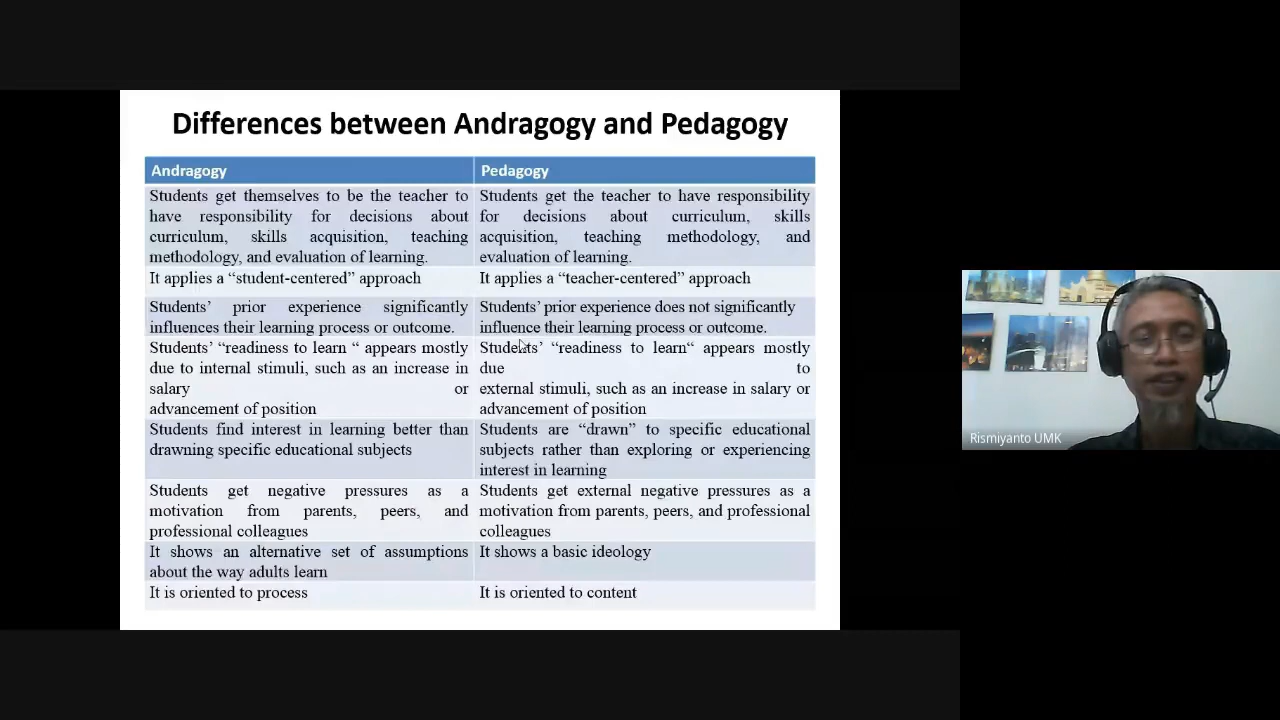 Differences between Andragogy and Pedagogy
Andragogy
Pedagogy
Students get themselves to be the teacher to
have responsibility for decisions about
curriculum, skills acquisition, teaching
methodology, and evaluation of learning.
Students get the teacher to have responsibility
for decisions about curriculum, skills
acquisition, teaching methodology, and
evaluation of learning.
It applies a “student-centered” approach
It applies a “teacher-centered” approach
Students’ prior experience significantly
influences their learning process or outcome.
Students’ prior experience does not significantly
influence their learning process or outcome.
Students’ “readiness to learn “ appears mostly
due to internal stimuli, such as an increase in
salary or
advancement of position
Students’ “readiness to learn“ appears mostly
due to
external stimuli, such as an increase in salary or
advancement of position
Students find interest in learning better than
drawning specific educational subjects
Students are “drawn” to specific educational
subjects rather than exploring or experiencing
interest in learning
Students get negative pressures as a
motivation from parents, peers, and
professional colleagues
Students get external negative pressures as a
motivation from parents, peers, and professional
colleagues
It shows an alternative set of assumptions
about the way adults learn
It shows a basic ideology
It is oriented to process
It is oriented to content
Rismiyanto UMK